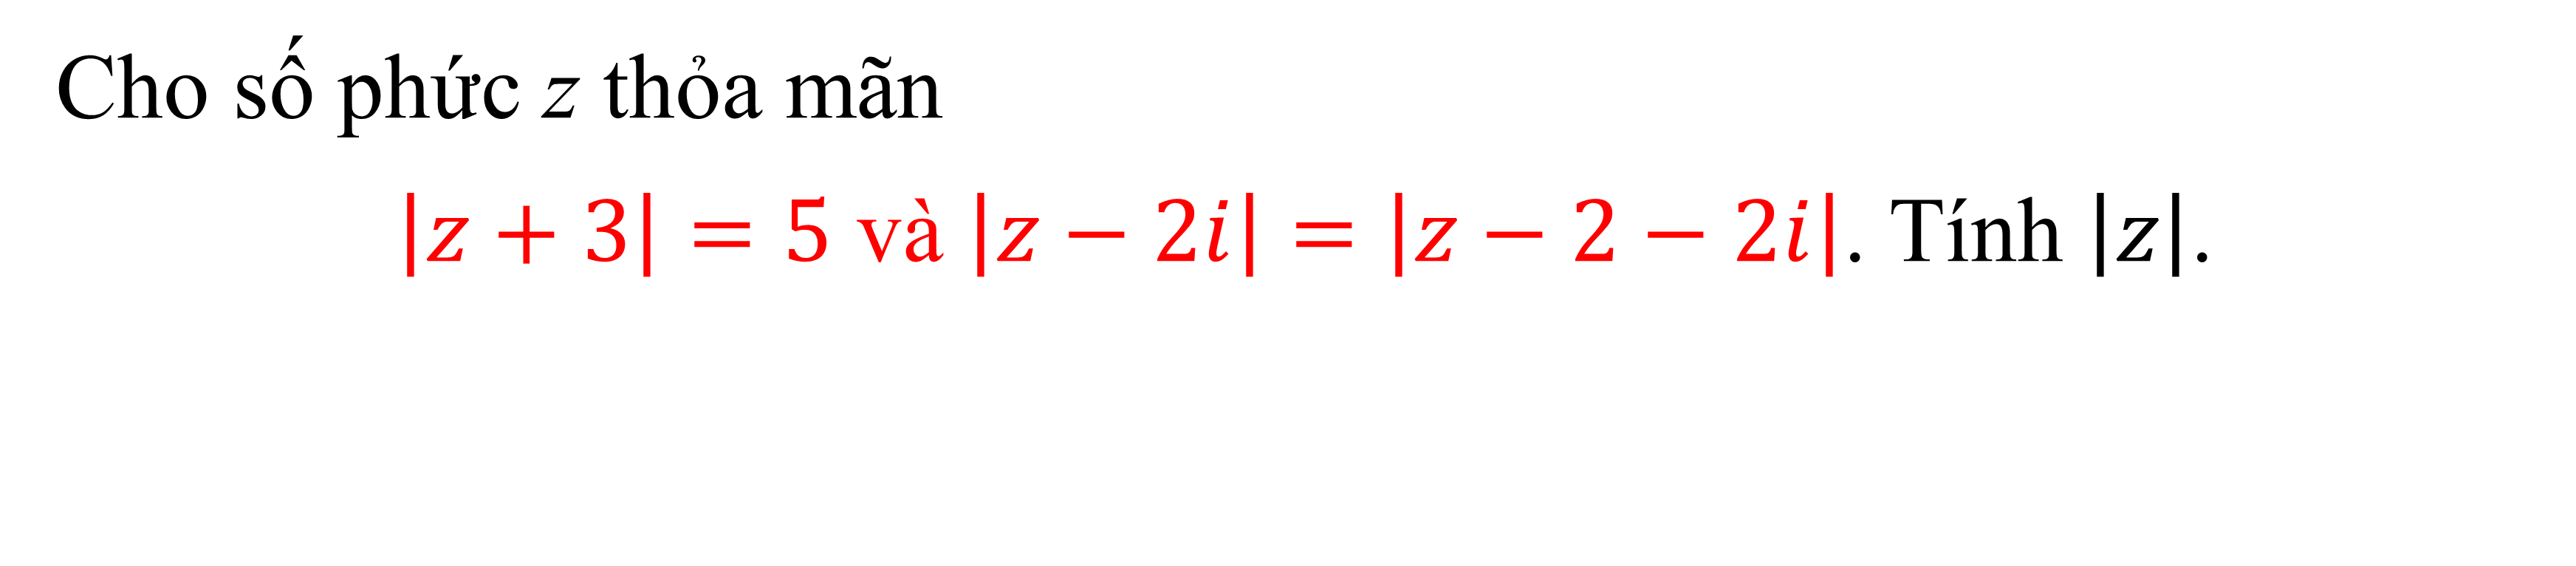 Cho số phức z thỏa mãn
|z + 3| = 5 và |z − 2i| = |z − 2 − 2i|. Tính |z|.